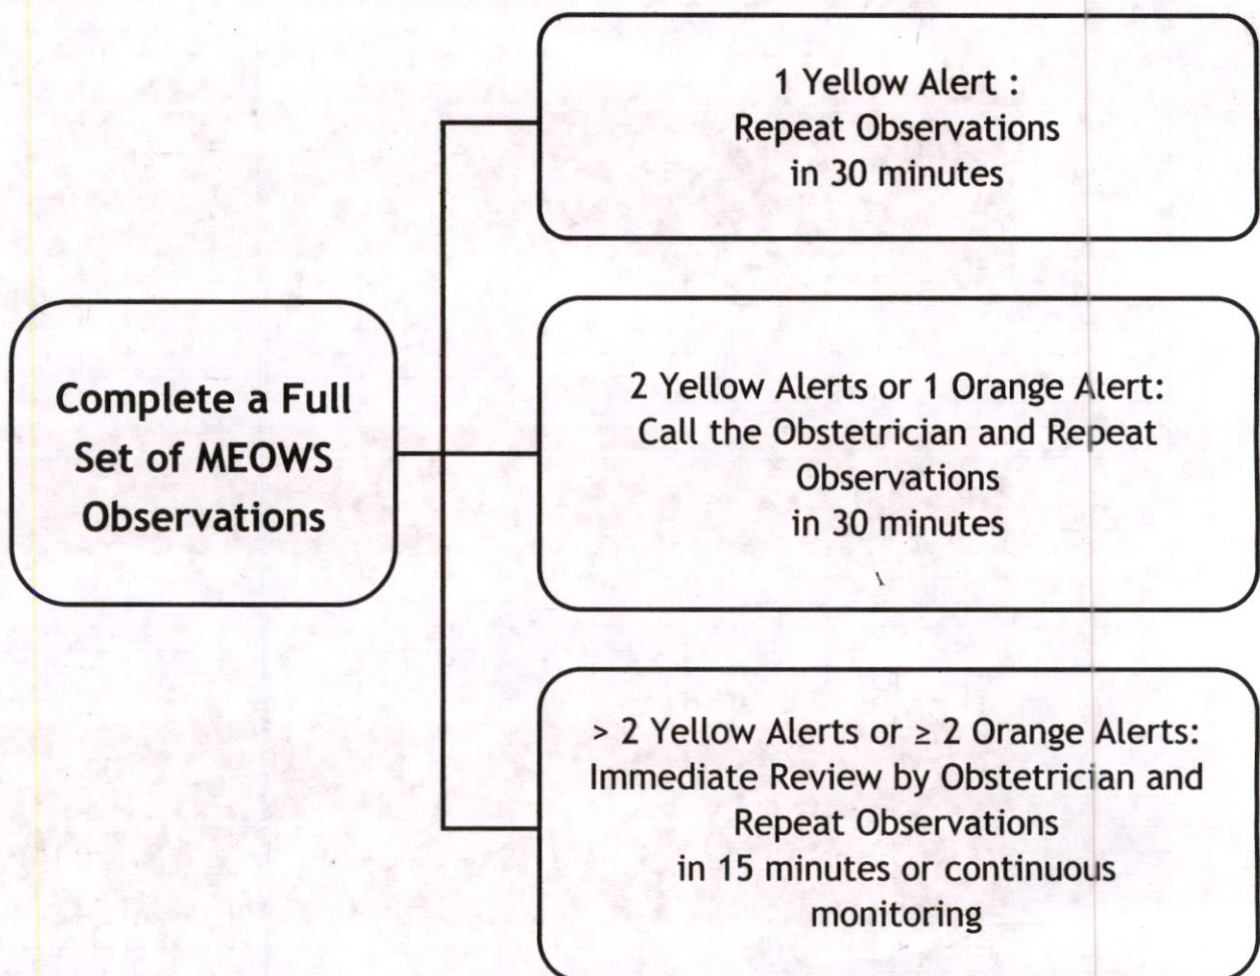 Complete a Full
Set of MEOWS
Observations
1 Yellow Alert :
Repeat Observations
in 30 minutes
2 Yellow Alerts or 1 Orange Alert:
Call the Obstetrician and Repeat
Observations
in 30 minutes
> 2 Yellow Alerts or ≥ 2 Orange Alerts:
Immediate Review by Obstetrician and
Repeat Observations
in 15 minutes or continuous
monitoring